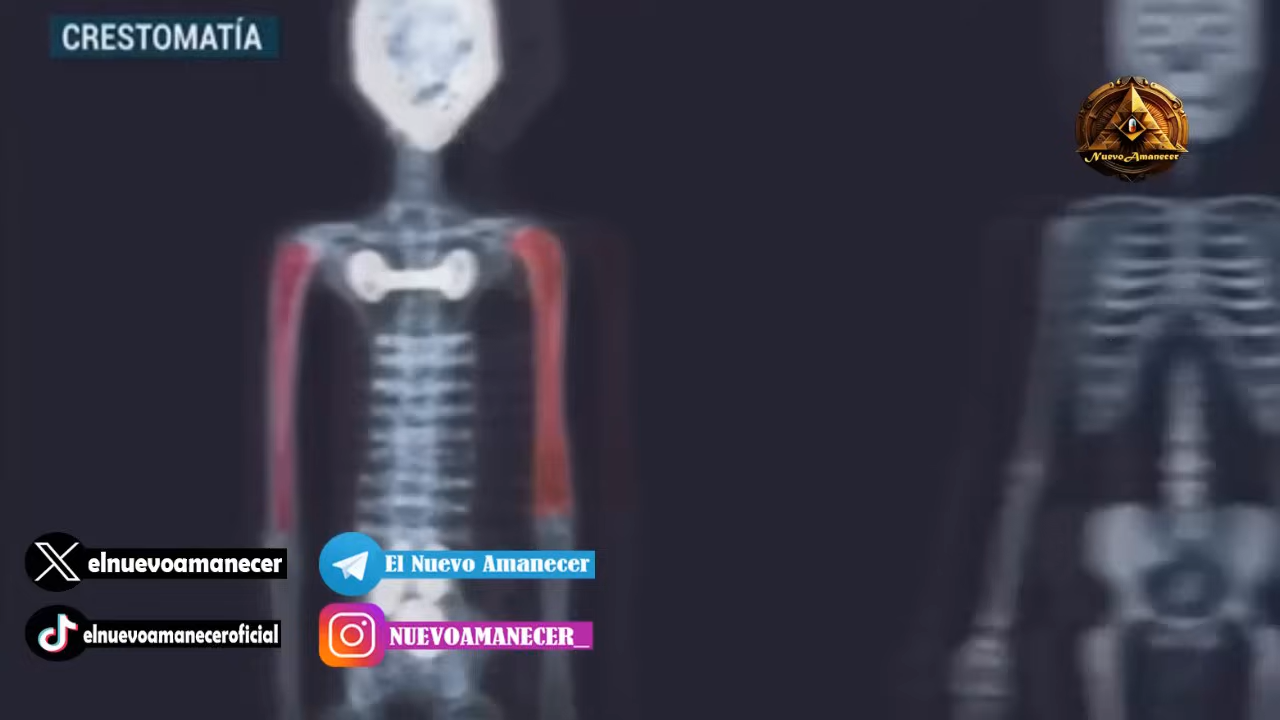 CRESTOMATÍA
Nuevo Amanecer
elnuevoamanecer
El Nuevo Amanecer
elnuevoamaneceroficial
NUEVOAMANECER_